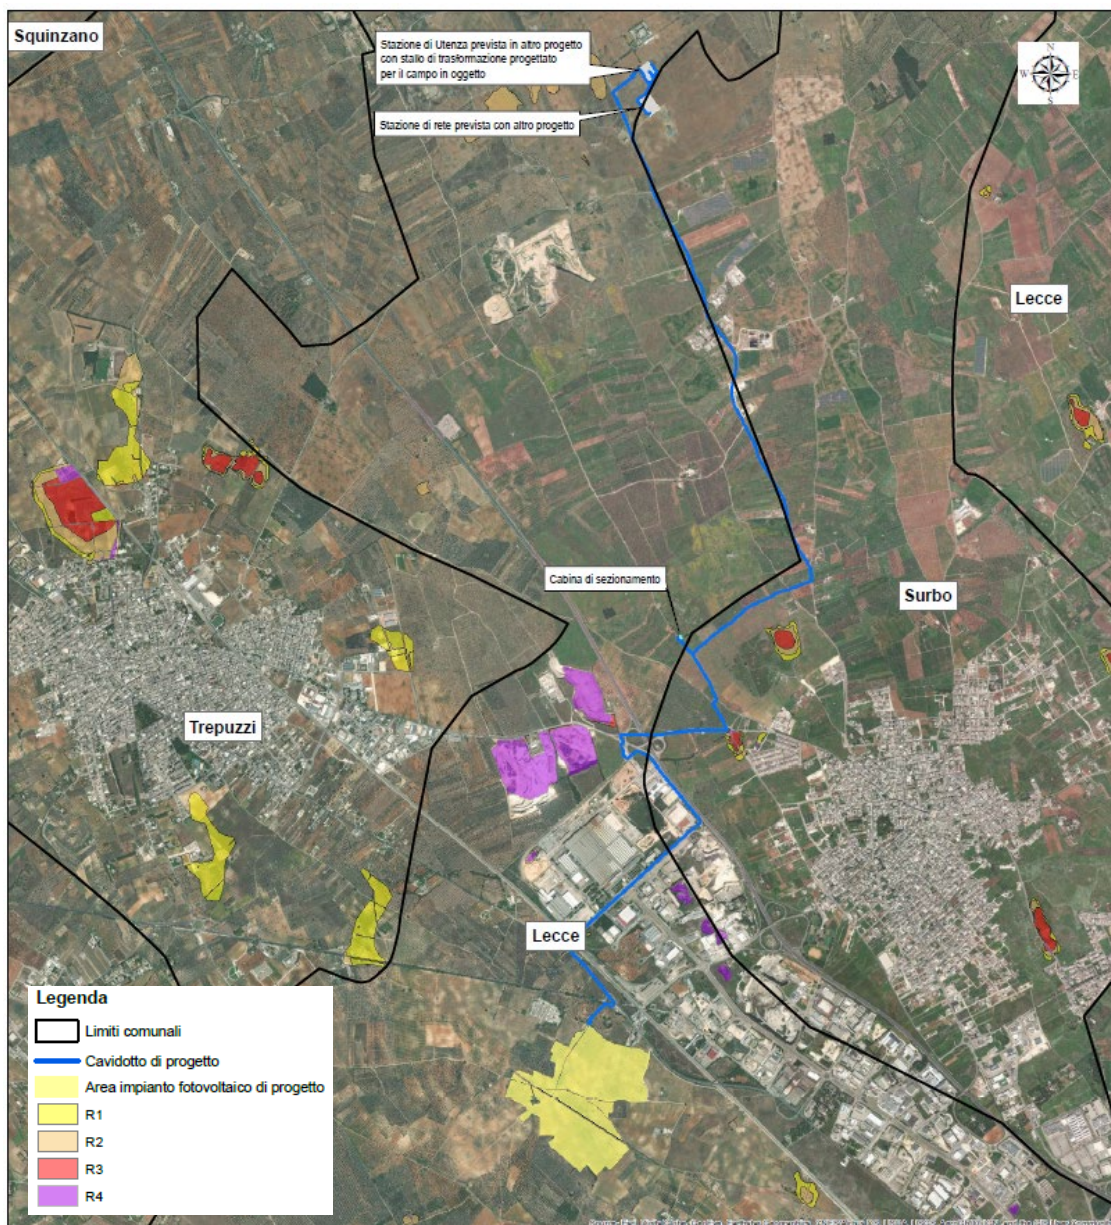 Squinzano
Stazione di Utenza prevista in altro progetto
con stallo di trasformazione progettato
per il campo in oggetto
N
W
E
S
Stazione di rete prevista con altro progetto
Lecce
Cabina di sezionamento
Surbo
Trepuzzi
Lecce
Legenda
Limiti comunali
Cavidotto di progetto
Area impianto fotovoltaico di progetto
R1
R2
R3
R4